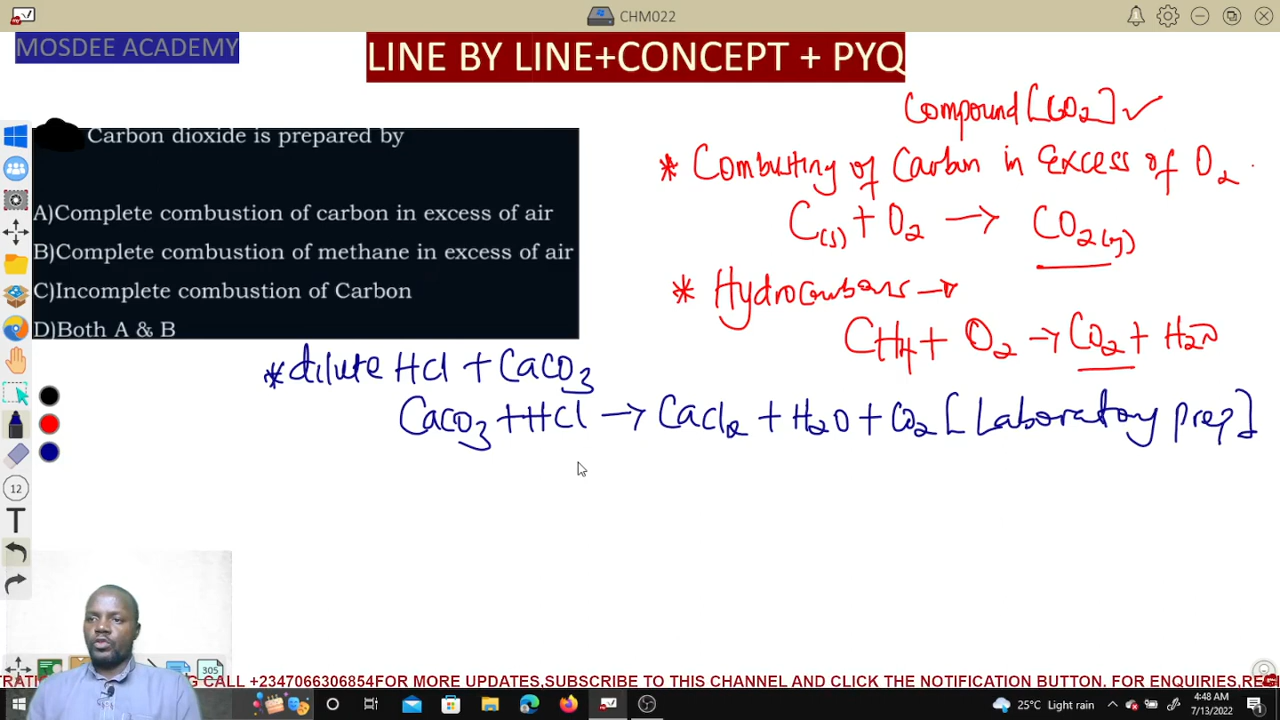 CHM022
MOSDEE ACADEMY
LINE BY LINE+CONCEPT + PYQ
Compound [CO2] ✓
Carbon dioxide is prepared by
A)Complete combustion of carbon in excess of air
B)Complete combustion of methane in excess of air
C)Incomplete combustion of Carbon
D)Both A & B
* Combusting of Carbon in Excess of O2
C(s) + O2 → CO2(g)
* Hydrocarbons →
CH4 + O2 → CO2 + H2O
*dilute HCl + CaCO3
CaCO3 + HCl → CaCl2 + H2O + CO2 [Laboratory prep]
12
T
305
CALL +2347066306854FOR MORE UPDATES,SUBSCRIBE TO THIS CHANNEL AND CLICK THE NOTIFICATION BUTTON. FOR ENQUIRIES,
25°C Light rain
4:48 AM
7/13/2022